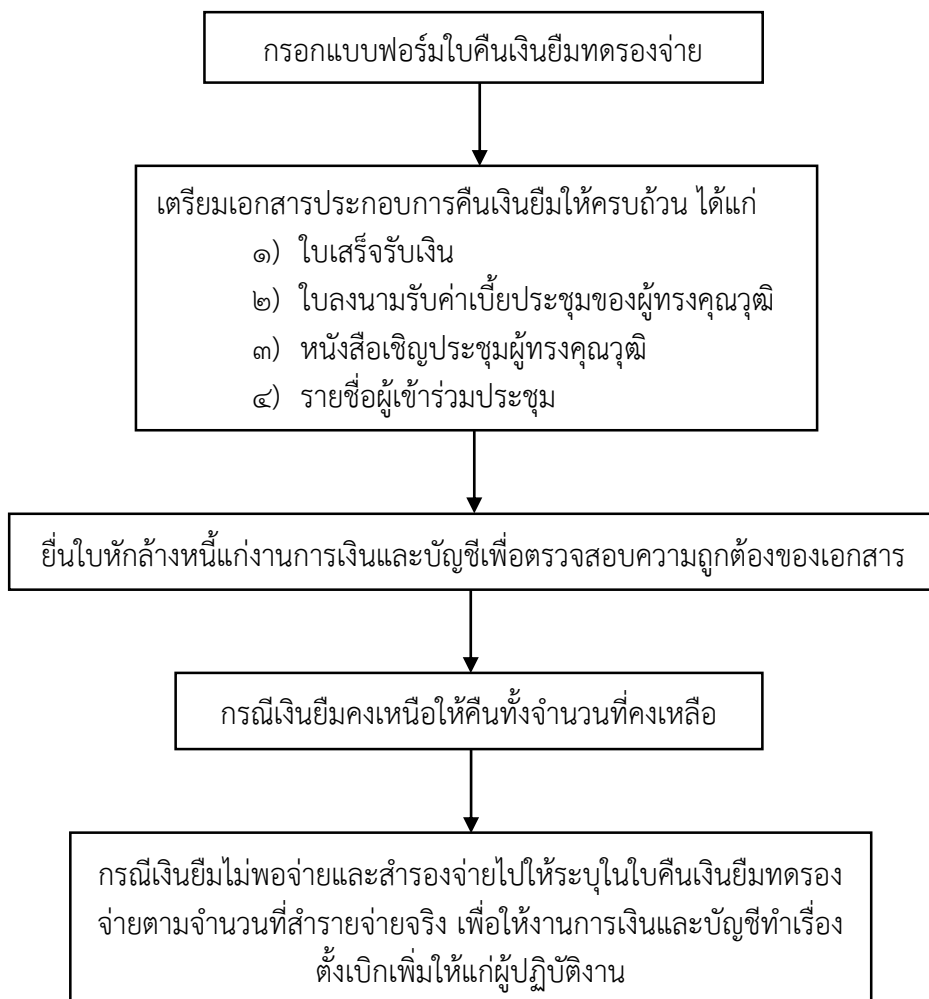 กรอกแบบฟอร์มใบคืนเงินยืมทดรองจ่าย
เตรียมเอกสารประกอบการคืนเงินยืมให้ครบถ้วน ได้แก่
๑) ใบเสร็จรับเงิน
๒) ใบลงนามรับค่าเบี้ยประชุมของผู้ทรงคุณวุฒิ
๓) หนังสือเชิญประชุมผู้ทรงคุณวุฒิ
๔) รายชื่อผู้เข้าร่วมประชุม
ยื่นใบหักล้างหนี้แก่งานการเงินและบัญชีเพื่อตรวจสอบความถูกต้องของเอกสาร
กรณีเงินยืมคงเหนือให้คืนทั้งจำนวนที่คงเหลือ
กรณีเงินยืมไม่พอจ่ายและสำรองจ่ายไปให้ระบุในใบคืนเงินยืมทดรอง
จ่ายตามจำนวนที่สำรายจ่ายจริง เพื่อให้งานการเงินและบัญชีทำเรื่อง
ตั้งเบิกเพิ่มให้แก่ผู้ปฏิบัติงาน